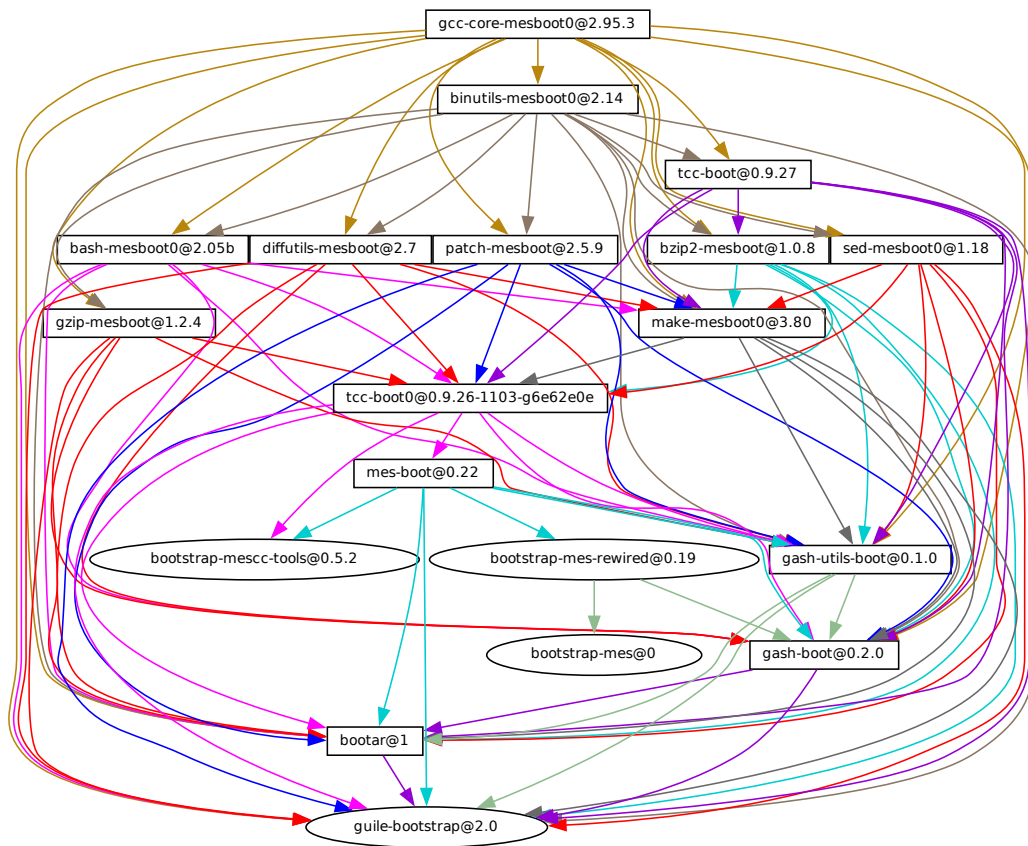 gcc-core-mesboot0@2.95.3
binutils-mesboot0@2.14
tcc-boot@0.9.27
bash-mesboot0@2.05b
diffutils-mesboot@2.7
patch-mesboot@2.5.9
bzip2-mesboot@1.0.8
sed-mesboot0@1.18
gzip-mesboot@1.2.4
make-mesboot0@3.80
tcc-boot0@0.9.26-1103-g6e62e0e
mes-boot@0.22
bootstrap-mescc-tools@0.5.2
bootstrap-mes-rewired@0.19
gash-utils-boot@0.1.0
bootstrap-mes@0
gash-boot@0.2.0
bootar@1
guile-bootstrap@2.0